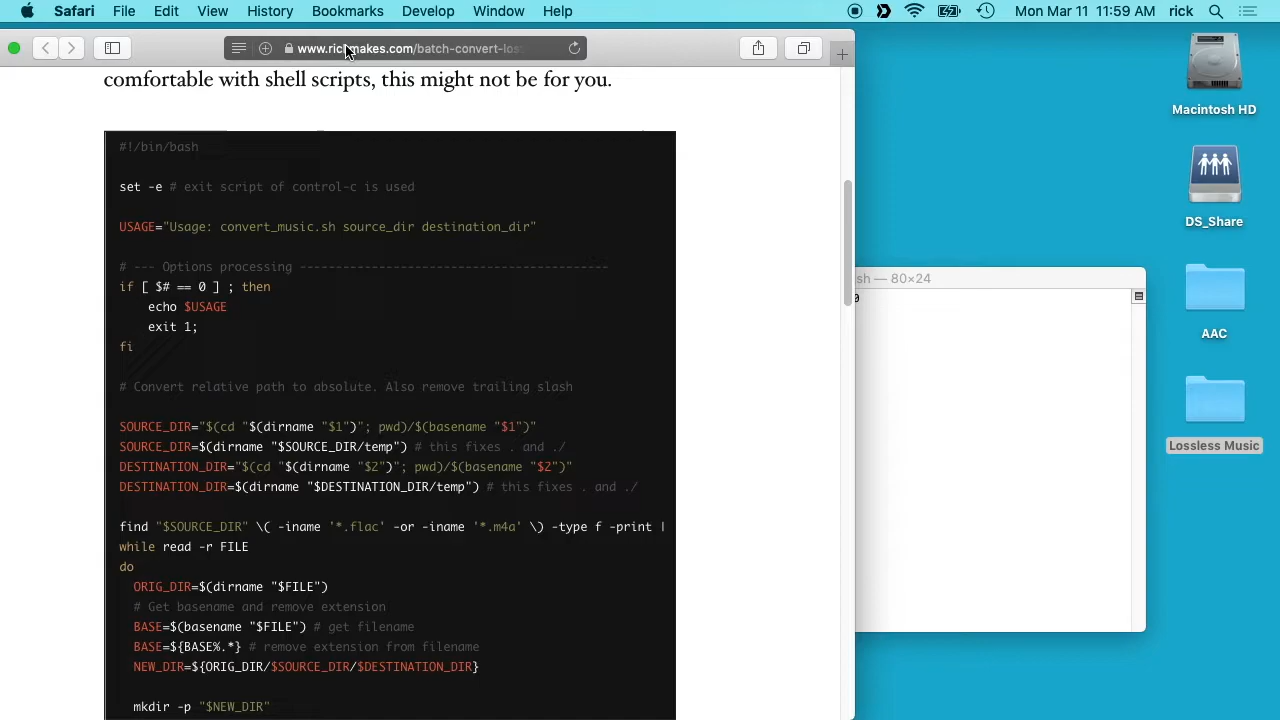 Safari File Edit View History Bookmarks Develop Window Help Mon Mar 11 11:59 AM rick
www.rickmakes.com/batch-convert-los
comfortable with shell scripts, this might not be for you.
#!/bin/bash
set -e # exit script of control-c is used
USAGE="Usage: convert_music.sh source_dir destination_dir"
# --- Options processing -------------------------------------------
if [ $# == 0 ] ; then
echo $USAGE
exit 1;
fi
# Convert relative path to absolute. Also remove trailing slash
SOURCE_DIR="$(cd "$(dirname "$1")"; pwd)/$(basename "$1")"
SOURCE_DIR=$(dirname "$SOURCE_DIR/temp") # this fixes . and ./
DESTINATION_DIR="$(cd "$(dirname "$2")"; pwd)/$(basename "$2")"
DESTINATION_DIR=$(dirname "$DESTINATION_DIR/temp") # this fixes . and ./
find "$SOURCE_DIR" \( -iname '*.flac' -or -iname '*.m4a' \) -type f -print |
while read -r FILE
do
ORIG_DIR=$(dirname "$FILE")
# Get basename and remove extension
BASE=$(basename "$FILE") # get filename
BASE=${BASE%.*} # remove extension from filename
NEW_DIR=${ORIG_DIR/$SOURCE_DIR/$DESTINATION_DIR}
mkdir -p "$NEW_DIR"
sh — 80×24
0
Macintosh HD
DS_Share
AAC
Lossless Music